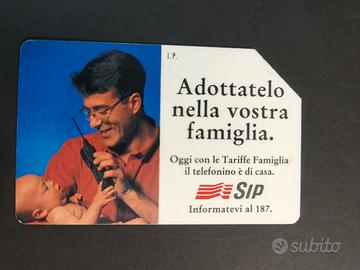 I.P.
Adottatelo
nella vostra
famiglia.
Oggi con le Tariffe Famiglia
il telefonino è di casa.
SIP
Informatevi al 187.
subito